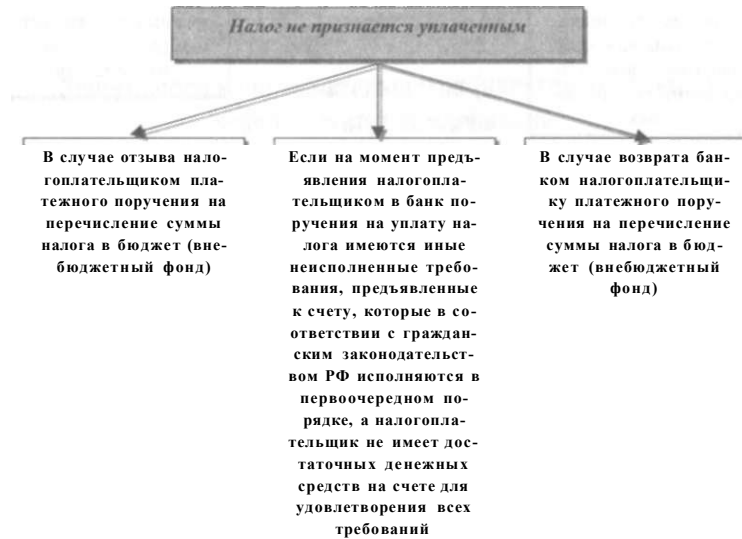 Налог не признается уплаченным
В случае отзыва нало-
гоплательщиком пла-
тежного поручения на
перечисление суммы
налога в бюджет (вне-
бюджетный фонд)
Если на момент предъ-
явления налогопла-
тельщиком в банк по-
ручения на уплату на-
лога имеются иные
неисполненные требо-
вания, предъявленные
к счету, которые в со-
ответствии с граждан-
ским законодательст-
вом РФ исполняются в
первоочередном по-
рядке, а налогопла-
тельщик не имеет дос-
таточных денежных
средств на счете для
удовлетворения всех
требований
В случае возврата бан-
ком налогоплательщи-
ку платежного пору-
чения на перечисление
суммы налога в бюд-
жет (внебюджетный
фонд)